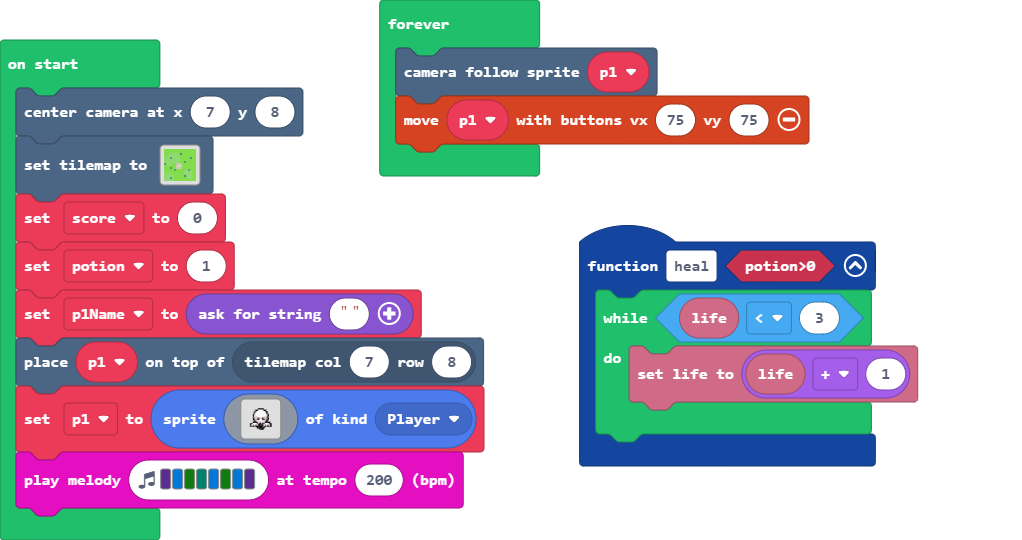 on start
center camera at x 7 y 8
set tilemap to
set score to 0
set potion to 1
set p1Name to ask for string " "
place p1 on top of tilemap col 7 row 8
set p1 to sprite of kind Player
play melody at tempo 200 (bpm)
forever
camera follow sprite p1
move p1 with buttons vx 75 vy 75
function heal potion>0
while life < 3
do set life to life + 1